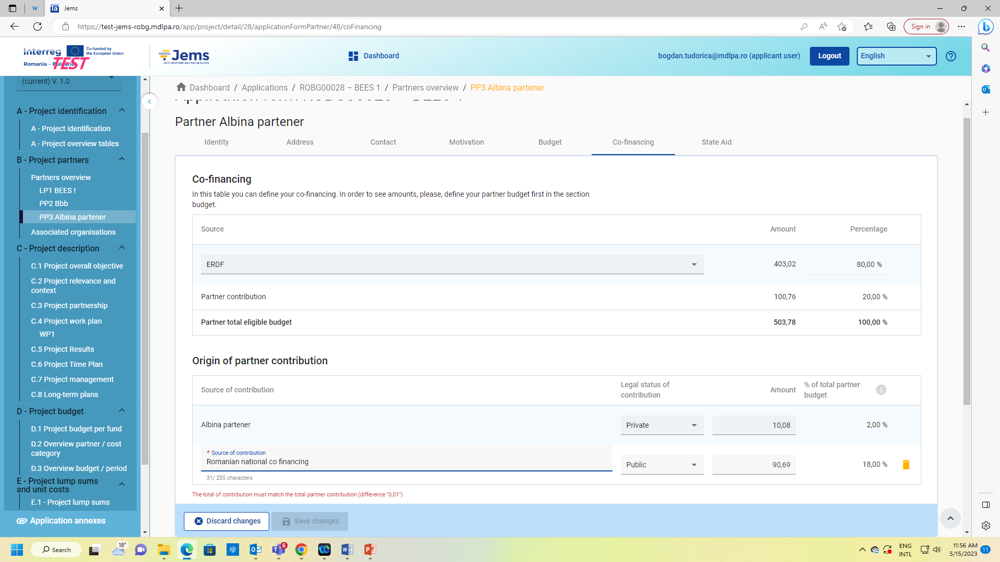 Jems
https://test-jems-robg.mdlpa.ro/app/project/detail/28/applicationFormPartner/48/coFinancing
Sign in
Interreg
Co-funded by
the European Union
Romania – Bulgaria
TEST
Jems
Joint electronic monitoring system
Dashboard
bogdan.tudorica@mdlpa.ro (applicant user)
Logout
English
(current) V. 1.0
A - Project identification
A - Project identification
A - Project overview tables
B - Project partners
Partners overview
LP1 BEES !
PP2 Bbb
PP3 Albina partener
Associated organisations
C - Project description
C.1 Project overall objective
C.2 Project relevance and
context
C.3 Project partnership
C.4 Project work plan
WP1
C.5 Project Results
C.6 Project Time Plan
C.7 Project management
C.8 Long-term plans
D - Project budget
D.1 Project budget per fund
D.2 Overview partner / cost
category
D.3 Overview budget / period
E - Project lump sums
and unit costs
E.1 - Project lump sums
Application annexes
Dashboard / Applications / ROBG00028 – BEES 1 / Partners overview / PP3 Albina partener
Partner Albina partener
Identity Address Contact Motivation Budget Co-financing State Aid
Co-financing
In this table you can define your co-financing. In order to see amounts, please, define your partner budget first in the section
budget.
Source Amount Percentage
ERDF 403,02 80,00 %
Partner contribution 100,76 20,00 %
Partner total eligible budget 503,78 100,00 %
Origin of partner contribution
Source of contribution Legal status of contribution Amount % of total partner budget
Albina partener Private 10,08 2,00 %
* Source of contribution
Romanian national co financing Public 90,69 18,00 %
31/ 255 characters
The total of contribution must match the total partner contribution (difference "0,01")
Discard changes Save changes
Search
18°
6
ENG
INTL
11:56 AM
5/15/2023
11